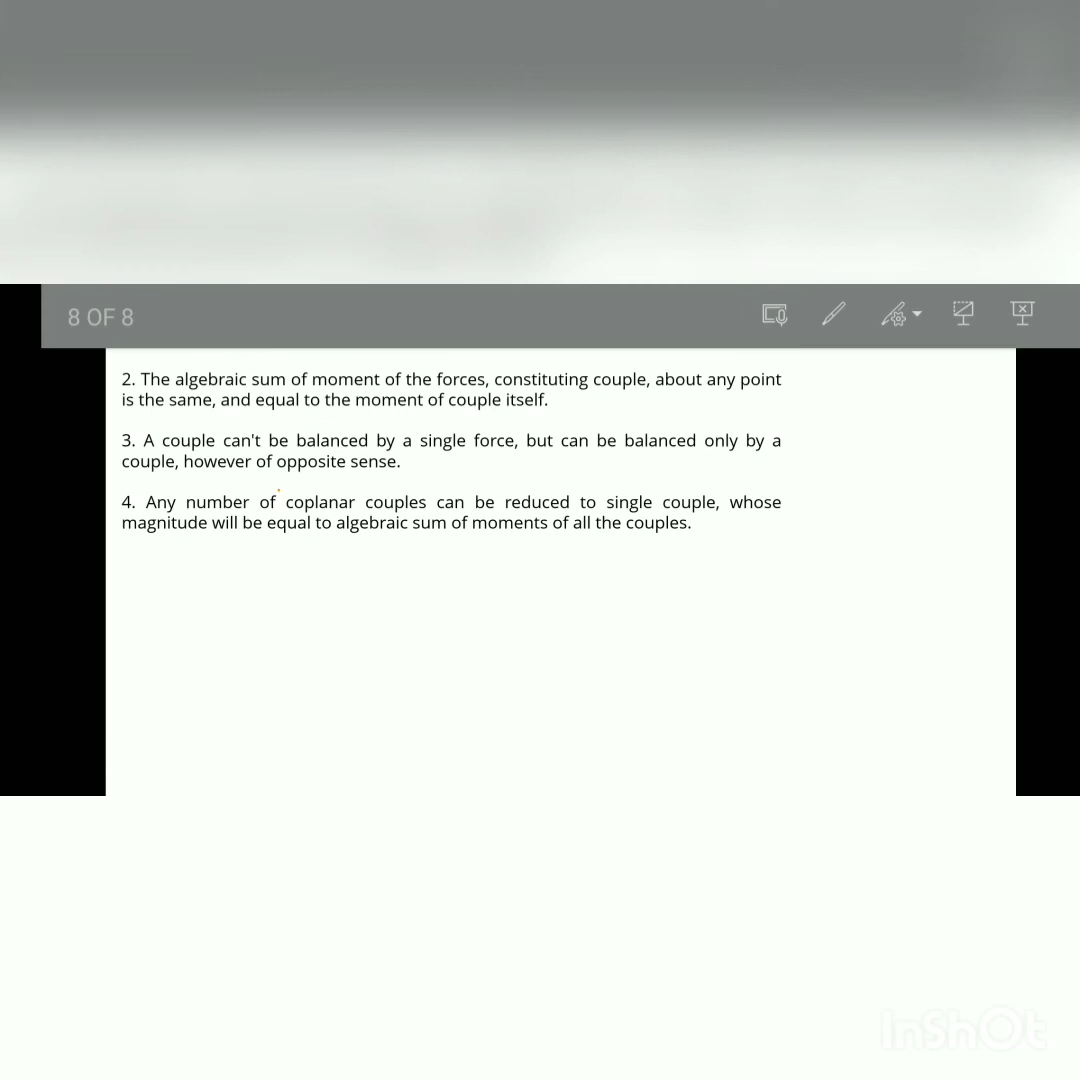 8 OF 8
2. The algebraic sum of moment of the forces, constituting couple, about any point
is the same, and equal to the moment of couple itself.
3. A couple can't be balanced by a single force, but can be balanced only by a
couple, however of opposite sense.
4. Any number of coplanar couples can be reduced to single couple, whose
magnitude will be equal to algebraic sum of moments of all the couples.
InShOt